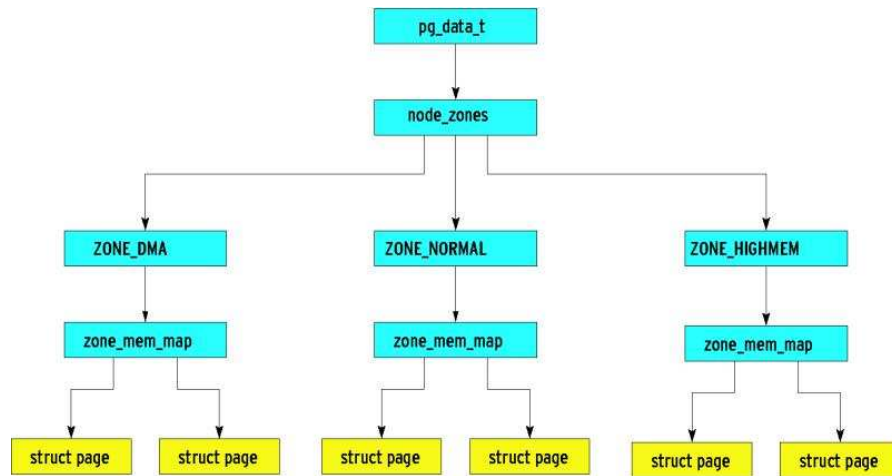 pg_data_t
node_zones
ZONE_DMA ZONE_NORMAL ZONE_HIGHMEM
zone_mem_map zone_mem_map zone_mem_map
struct page struct page struct page struct page struct page struct page